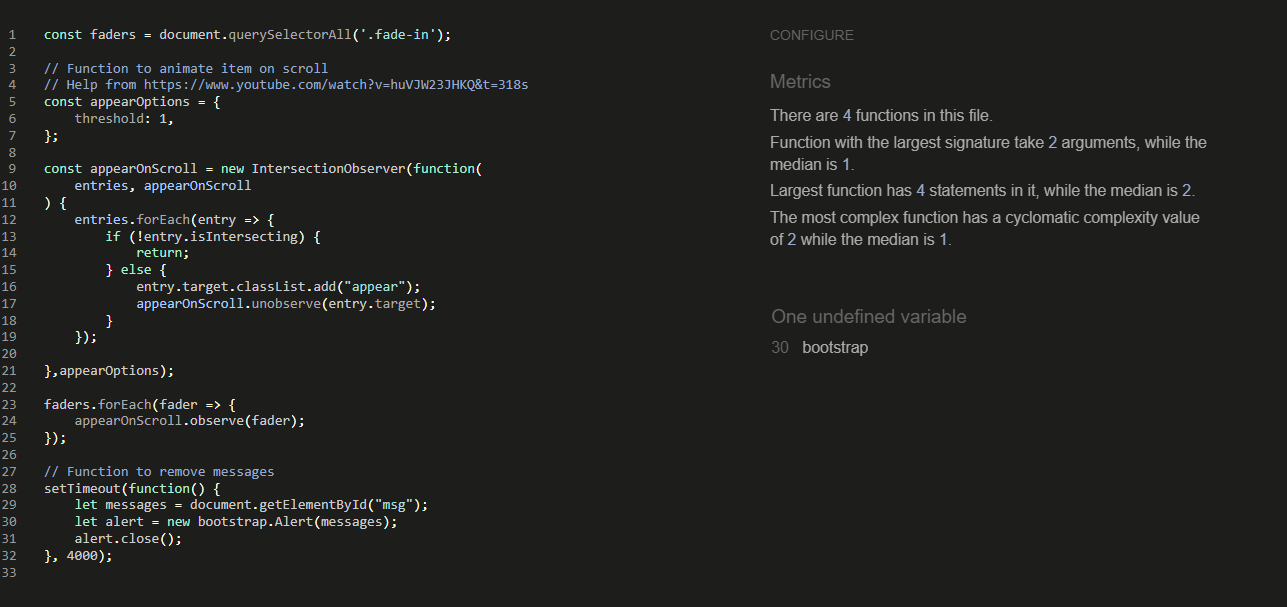 1 const faders = document.querySelectorAll('.fade-in');
2
3 // Function to animate item on scroll
4 // Help from https://www.youtube.com/watch?v=huVJW23JHKQ&t=318s
5 const appearOptions = {
6     threshold: 1,
7 };
8
9 const appearOnScroll = new IntersectionObserver(function(
10     entries, appearOnScroll
11 ) {
12     entries.forEach(entry => {
13         if (!entry.isIntersecting) {
14             return;
15         } else {
16             entry.target.classList.add("appear");
17             appearOnScroll.unobserve(entry.target);
18         }
19     });
20
21 },appearOptions);
22
23 faders.forEach(fader => {
24     appearOnScroll.observe(fader);
25 });
26
27 // Function to remove messages
28 setTimeout(function() {
29     let messages = document.getElementById("msg");
30     let alert = new bootstrap.Alert(messages);
31     alert.close();
32 }, 4000);
33
CONFIGURE
Metrics
There are 4 functions in this file.
Function with the largest signature take 2 arguments, while the
median is 1.
Largest function has 4 statements in it, while the median is 2.
The most complex function has a cyclomatic complexity value
of 2 while the median is 1.
One undefined variable
30 bootstrap